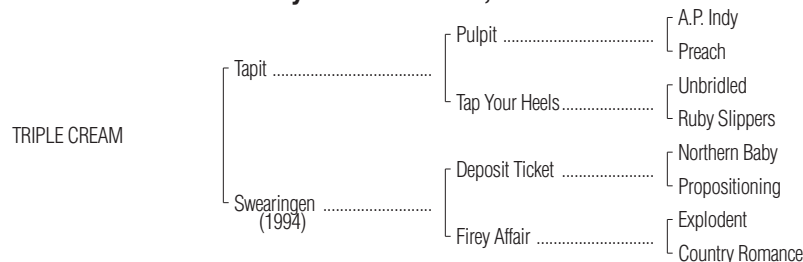 A.P. Indy
Pulpit
Preach
Tapit
Unbridled
Tap Your Heels
Ruby Slippers
TRIPLE CREAM
Northern Baby
Deposit Ticket
Propositioning
Swearingen
(1994)
Explodent
Firey Affair
Country Romance